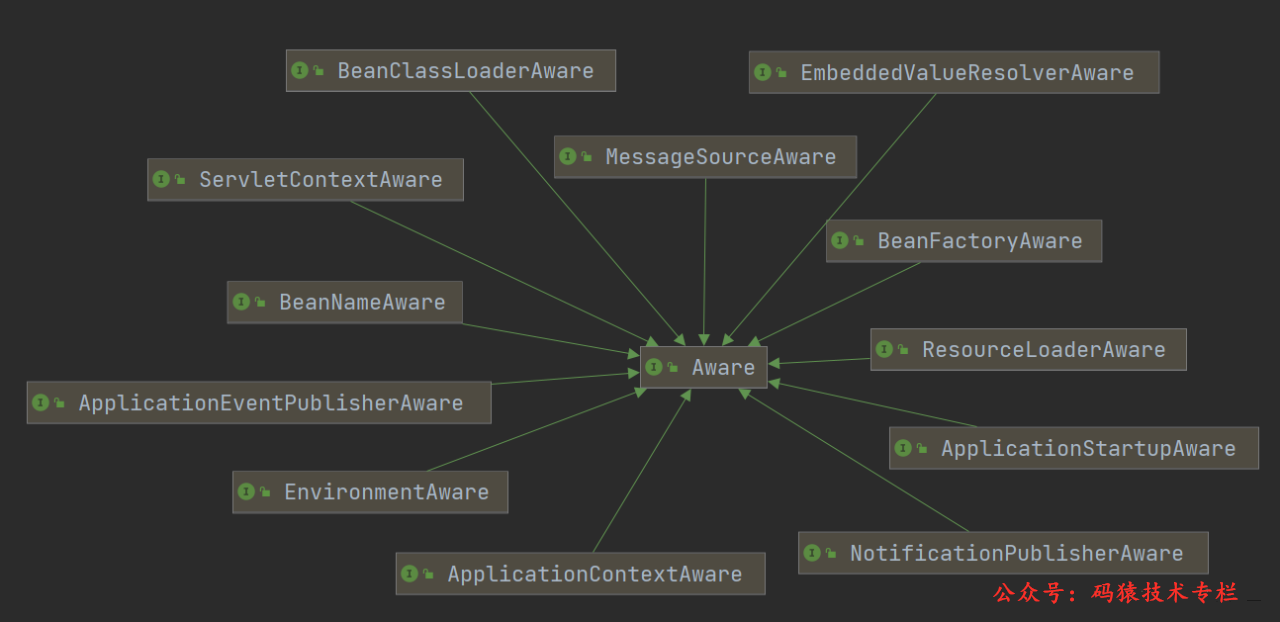 BeanClassLoaderAware
EmbeddedValueResolverAware
MessageSourceAware
ServletContextAware
BeanFactoryAware
BeanNameAware
ResourceLoaderAware
Aware
ApplicationEventPublisherAware
ApplicationStartupAware
EnvironmentAware
NotificationPublisherAware
ApplicationContextAware
公众号：码猿技术专栏